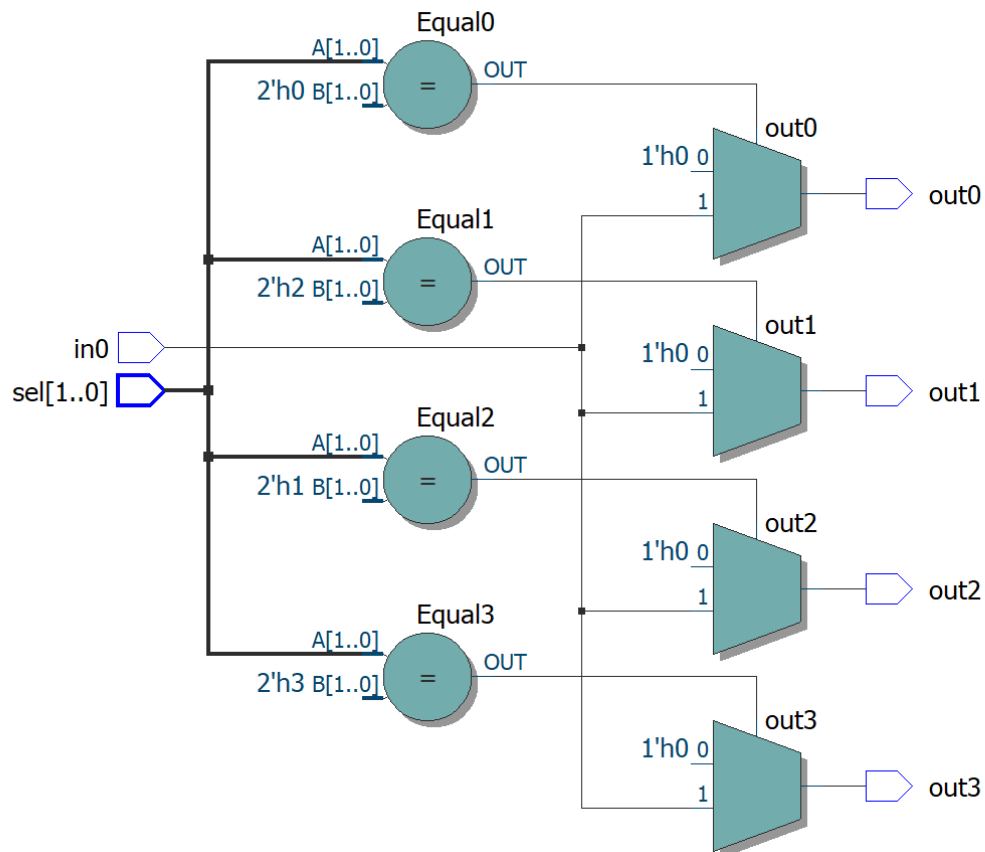 Equal0
A[1..0]
OUT
2'h0 B[1..0]
=
out0
1'h0 0
1
out0
Equal1
A[1..0]
OUT
2'h2 B[1..0]
=
out1
in0
1'h0 0
sel[1..0]
1
out1
Equal2
A[1..0]
OUT
2'h1 B[1..0]
=
out2
1'h0 0
1
out2
Equal3
A[1..0]
OUT
2'h3 B[1..0]
=
out3
1'h0 0
1
out3